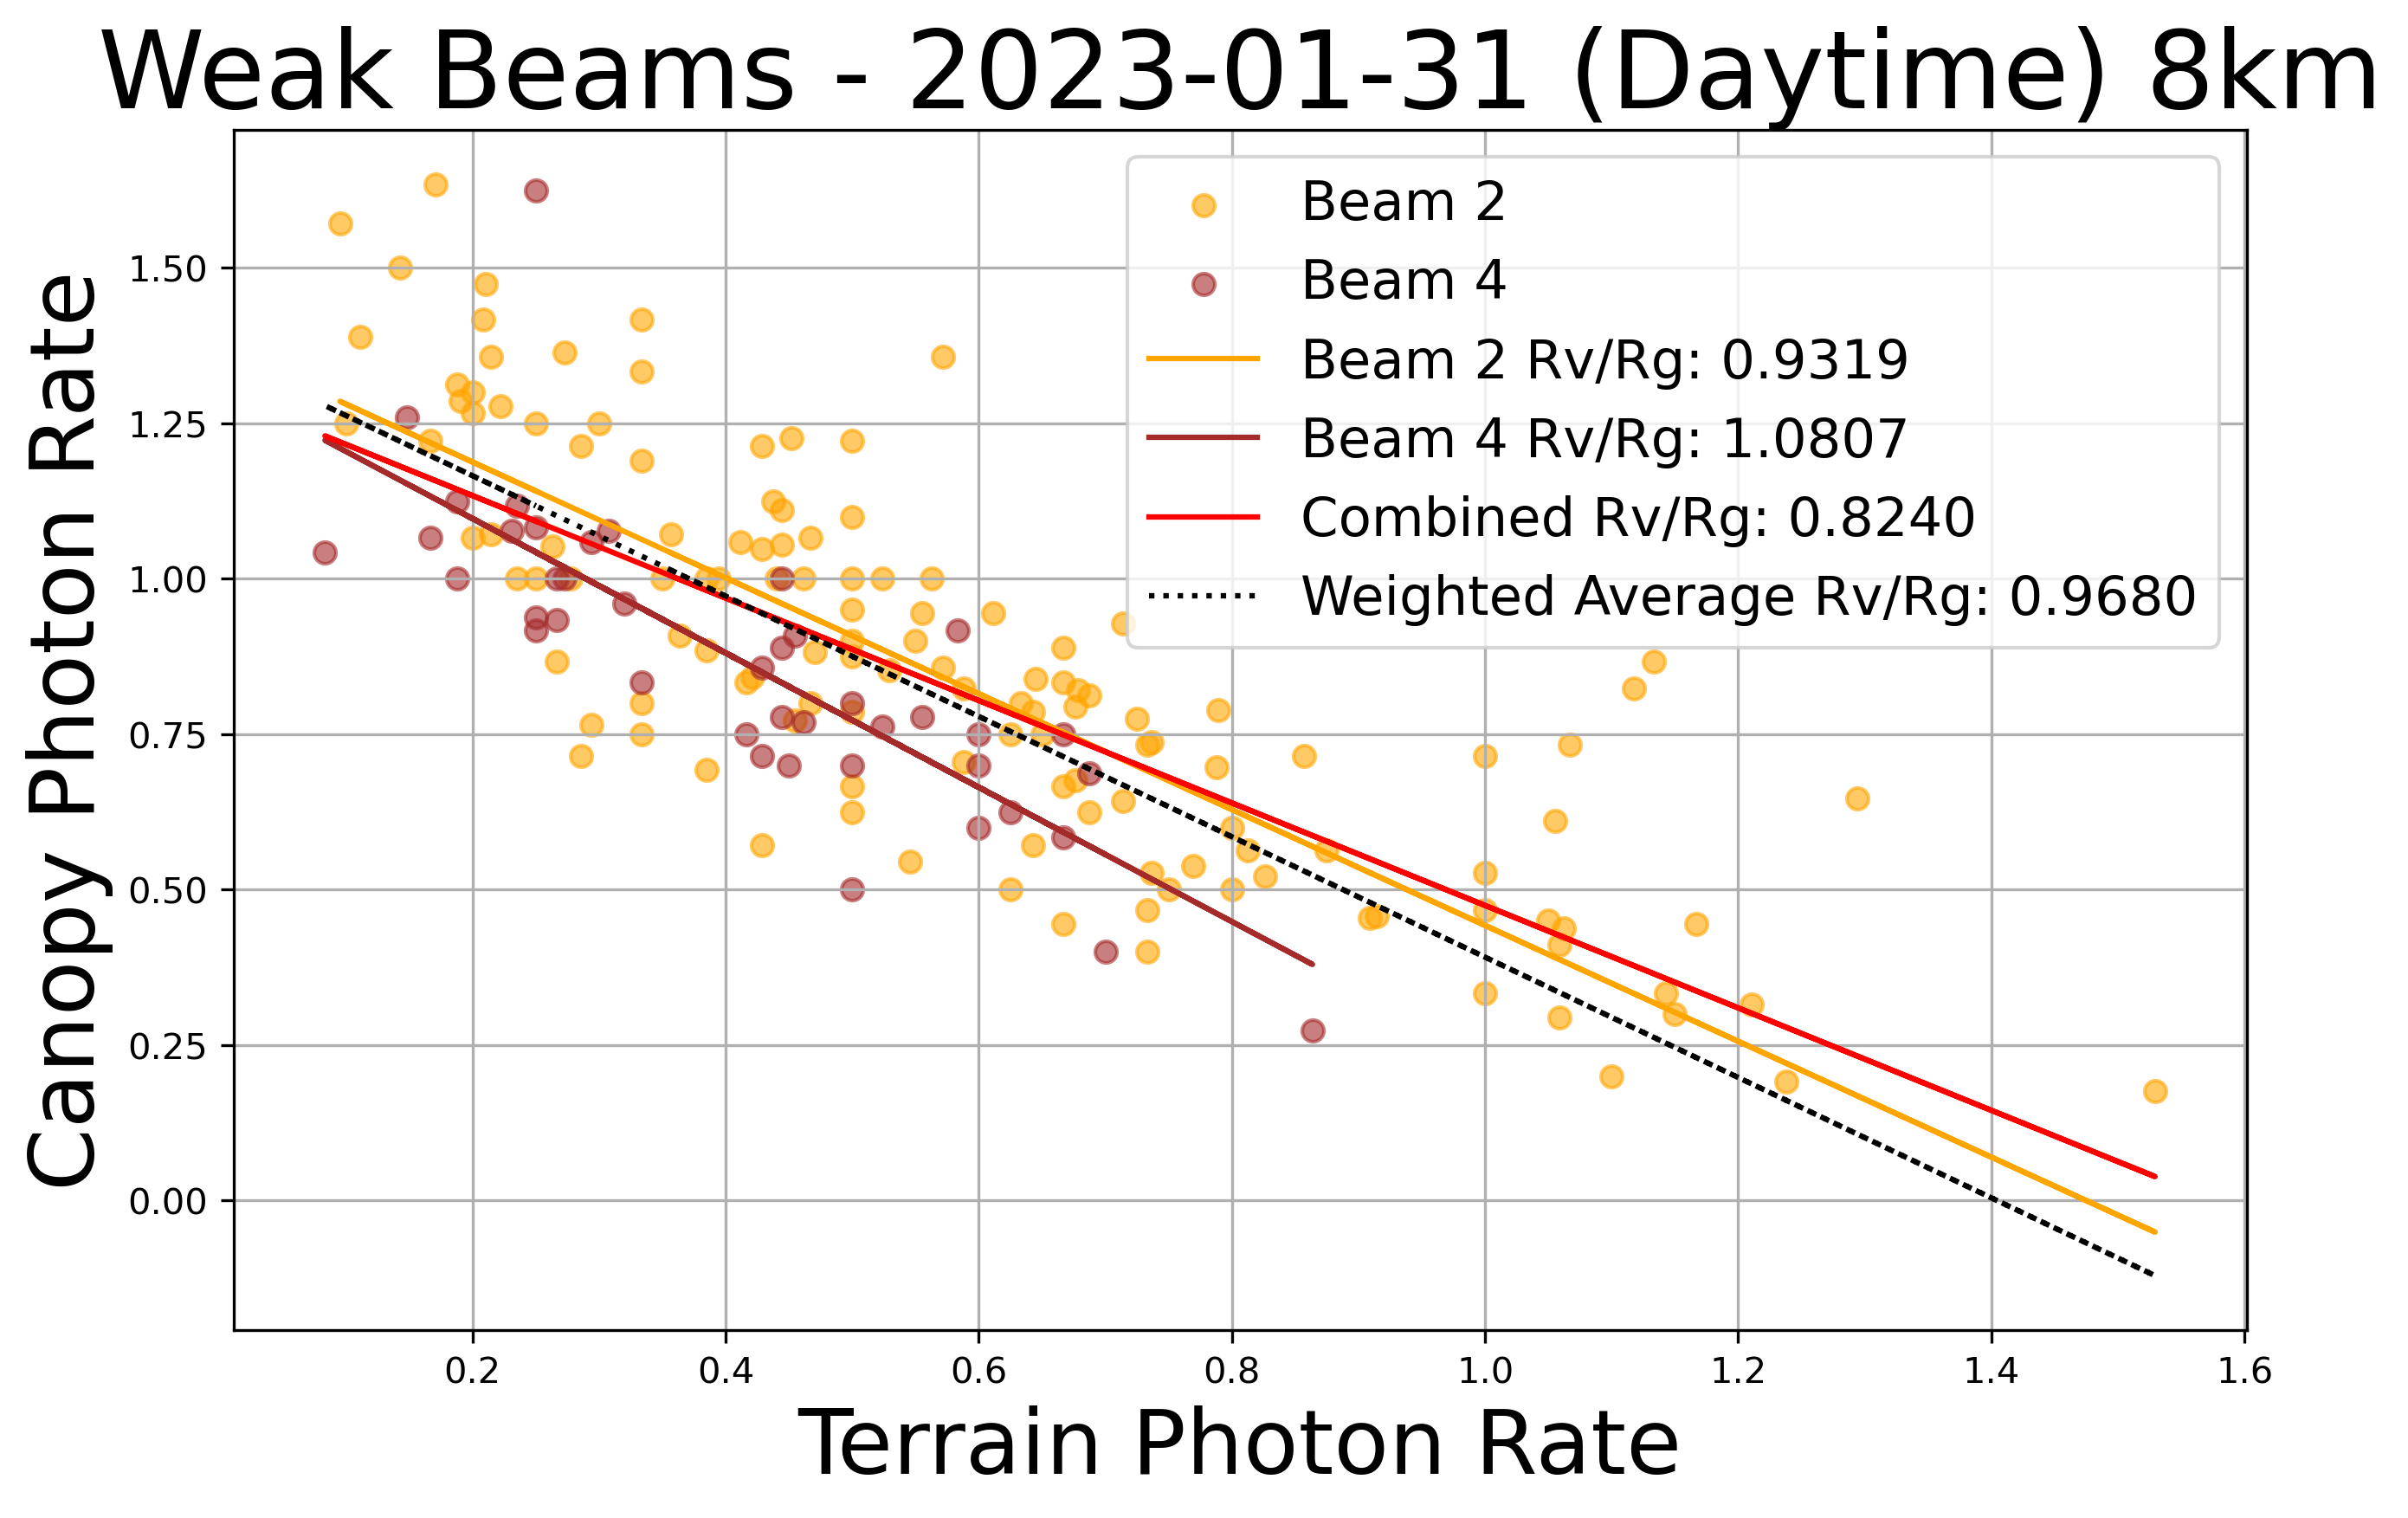 Weak Beams - 2023-01-31 (Daytime) 8km
Beam 2
Beam 4
Beam 2 Rv/Rg: 0.9319
Beam 4 Rv/Rg: 1.0807
Combined Rv/Rg: 0.8240
Weighted Average Rv/Rg: 0.9680
Canopy Photon Rate
1.50
1.25
1.00
0.75
0.50
0.25
0.00
0.2 0.4 0.6 0.8 1.0 1.2 1.4 1.6
Terrain Photon Rate